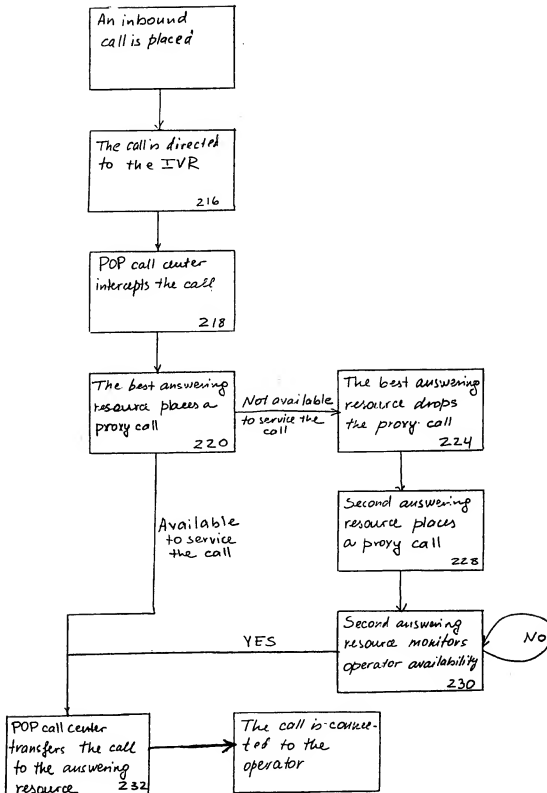 An inbound
call is placed
The call is directed
to the IVR
216
POP call center
intercepts the call
218
The best answering
resource places a
proxy call
220
Not available
to service the
call
The best answering
resource drops
the proxy call
224
Second answering
resource places
a proxy call
228
Available
to service
the call
Second answering
resource monitors
operator availability
230
NO
YES
POP call center
transfers the call
to the answering
resource 232
The call is connec-
ted to the
operator